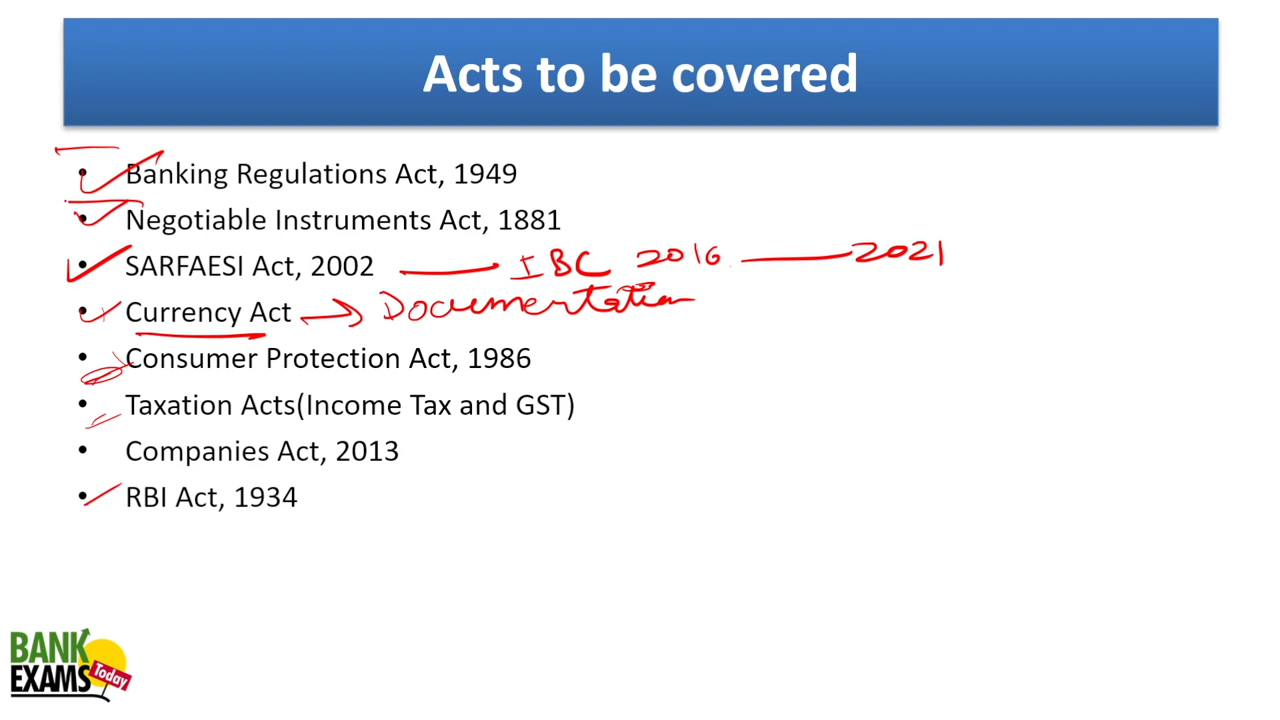 Acts to be covered
• Banking Regulations Act, 1949
• Negotiable Instruments Act, 1881
• SARFAESI Act, 2002 — IBC 2016 — 2021
• Currency Act → Documentation
• Consumer Protection Act, 1986
• Taxation Acts(Income Tax and GST)
• Companies Act, 2013
• RBI Act, 1934
BANK
EXAMS
Today